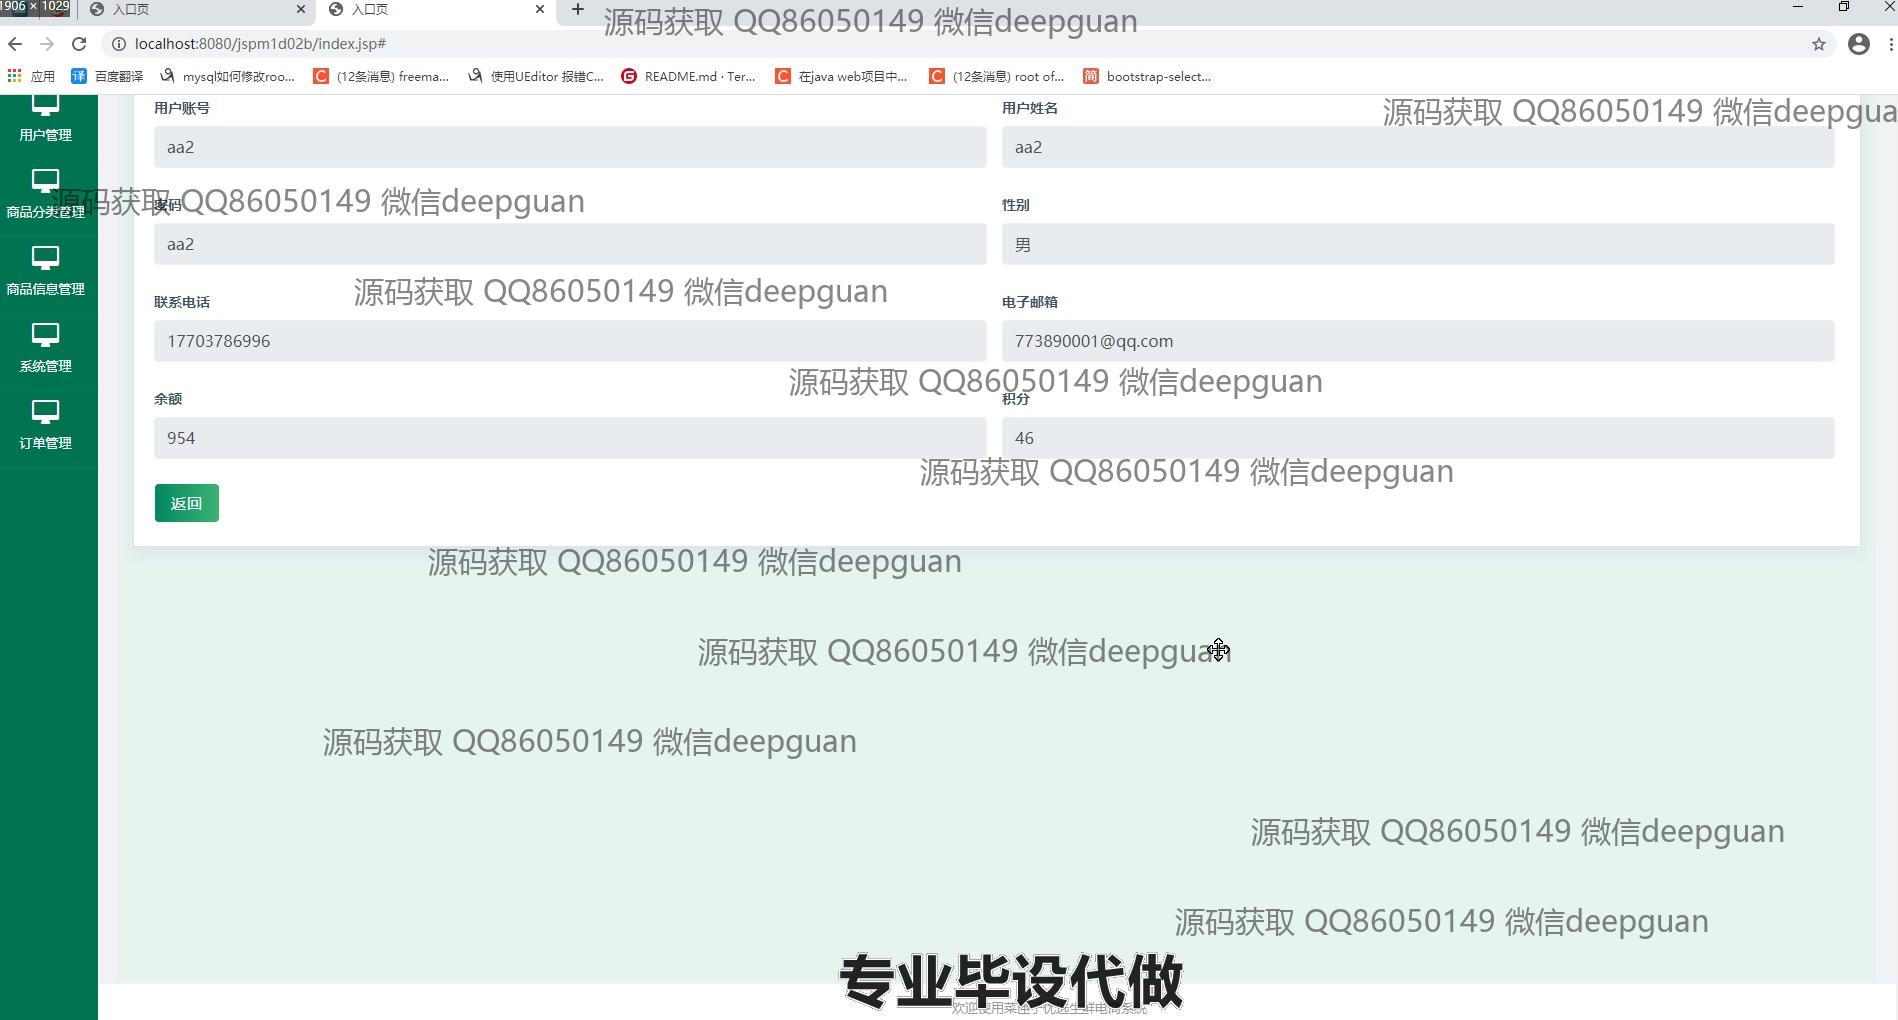 1906 × 1029
入口页
入口页
源码获取 QQ86050149 微信deepguan
localhost:8080/jspm1d02b/index.jsp#
应用
百度翻译
mysql如何修改roo...
(12条消息) freema...
使用UEditor 报错C...
README.md · Ter...
在java web项目中...
(12条消息) root of...
bootstrap-select...
用户管理
商品分类管理
商品信息管理
系统管理
订单管理
用户账号
用户姓名
源码获取 QQ86050149 微信deepgua
aa2
aa2
源码获取 QQ86050149 微信deepguan
密码
性别
aa2
男
源码获取 QQ86050149 微信deepguan
联系电话
电子邮箱
17703786996
773890001@qq.com
源码获取 QQ86050149 微信deepguan
余额
积分
954
46
源码获取 QQ86050149 微信deepguan
返回
源码获取 QQ86050149 微信deepguan
源码获取 QQ86050149 微信deepguan
源码获取 QQ86050149 微信deepguan
源码获取 QQ86050149 微信deepguan
源码获取 QQ86050149 微信deepguan
专业毕设代做